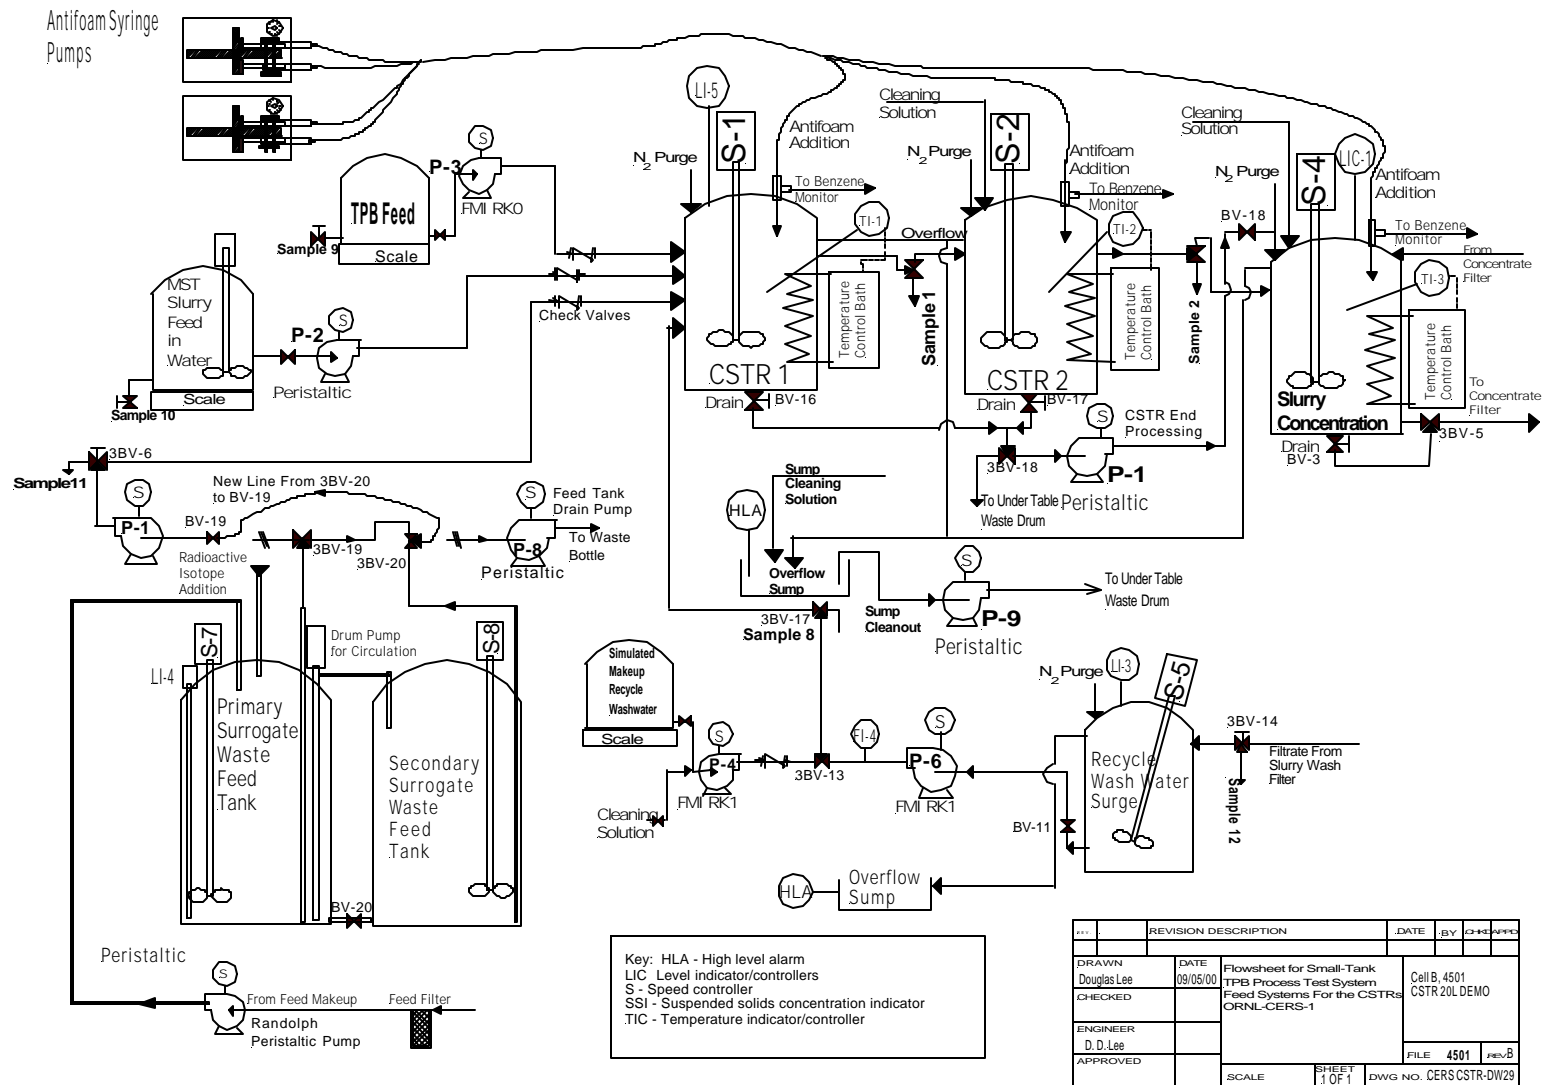 Antifoam Syringe
Pumps
LI-5
S-1
Antifoam
Addition
N2 Purge
To Benzene
Monitor
TI-1
Cleaning
Solution
S-2
N2 Purge
Antifoam
Addition
To Benzene
Monitor
TI-2
Cleaning
Solution
S-4
LIC-1
N2 Purge
Antifoam
Addition
BV-18
To Benzene
Monitor
From
Concentrate
Filter
TI-3
S
P-3
FMI RK0
TPB Feed
Sample 9
Scale
MST
Slurry
Feed
in
Water
Scale
Sample 10
S
P-2
Peristaltic
Check Valves
Overflow
Temperature
Control Bath
Sample 1
CSTR 1
Drain
BV-16
Temperature
Control Bath
Sample 2
CSTR 2
Drain
BV-17
Temperature
Control Bath
Slurry
Concentration
To
Concentrate
Filter
Drain
BV-3
3BV-5
S
CSTR End
Processing
3BV-18
P-1
Peristaltic
To Under Table
Waste Drum
3BV-6
Sample11
New Line From 3BV-20
to BV-19
S
P-1
BV-19
Radioactive
Isotope
Addition
3BV-19
3BV-20
S
Feed Tank
Drain Pump
P-8
To Waste
Bottle
Peristaltic
Sump
Cleaning
Solution
HLA
Overflow
Sump
3BV-17
Sample 8
S
Sump
Cleanout
P-9
Peristaltic
To Under Table
Waste Drum
S-7
LI-4
Drum Pump
for Circulation
S-8
Primary
Surrogate
Waste
Feed
Tank
Secondary
Surrogate
Waste
Feed
Tank
BV-20
Simulated
Makeup
Recycle
Washwater
Scale
S
P-4
FMI RK1
Cleaning
Solution
3BV-13
FI-4
S
P-6
FMI RK1
N2 Purge
LI-3
S-5
Recycle
Wash Water
Surge
BV-11
3BV-14
Filtrate From
Slurry Wash
Filter
Sample 12
HLA
Overflow
Sump
Peristaltic
S
From Feed Makeup
Feed Filter
Randolph
Peristaltic Pump
Key: HLA - High level alarm
LIC Level indicator/controllers
S - Speed controller
SSI - Suspended solids concentration indicator
TIC - Temperature indicator/controller
REVISION DESCRIPTION DATE BY CHKD APPD
DRAWN
Douglas Lee
DATE
09/05/00
CHECKED
ENGINEER
D. D. Lee
APPROVED
Flowsheet for Small-Tank
TPB Process Test System
Feed Systems For the CSTRs
ORNL-CERS-1
Cell B, 4501
CSTR 20L DEMO
FILE 4501 REV B
SCALE
SHEET
1 OF 1
DWG NO. CERS CSTR-DW29